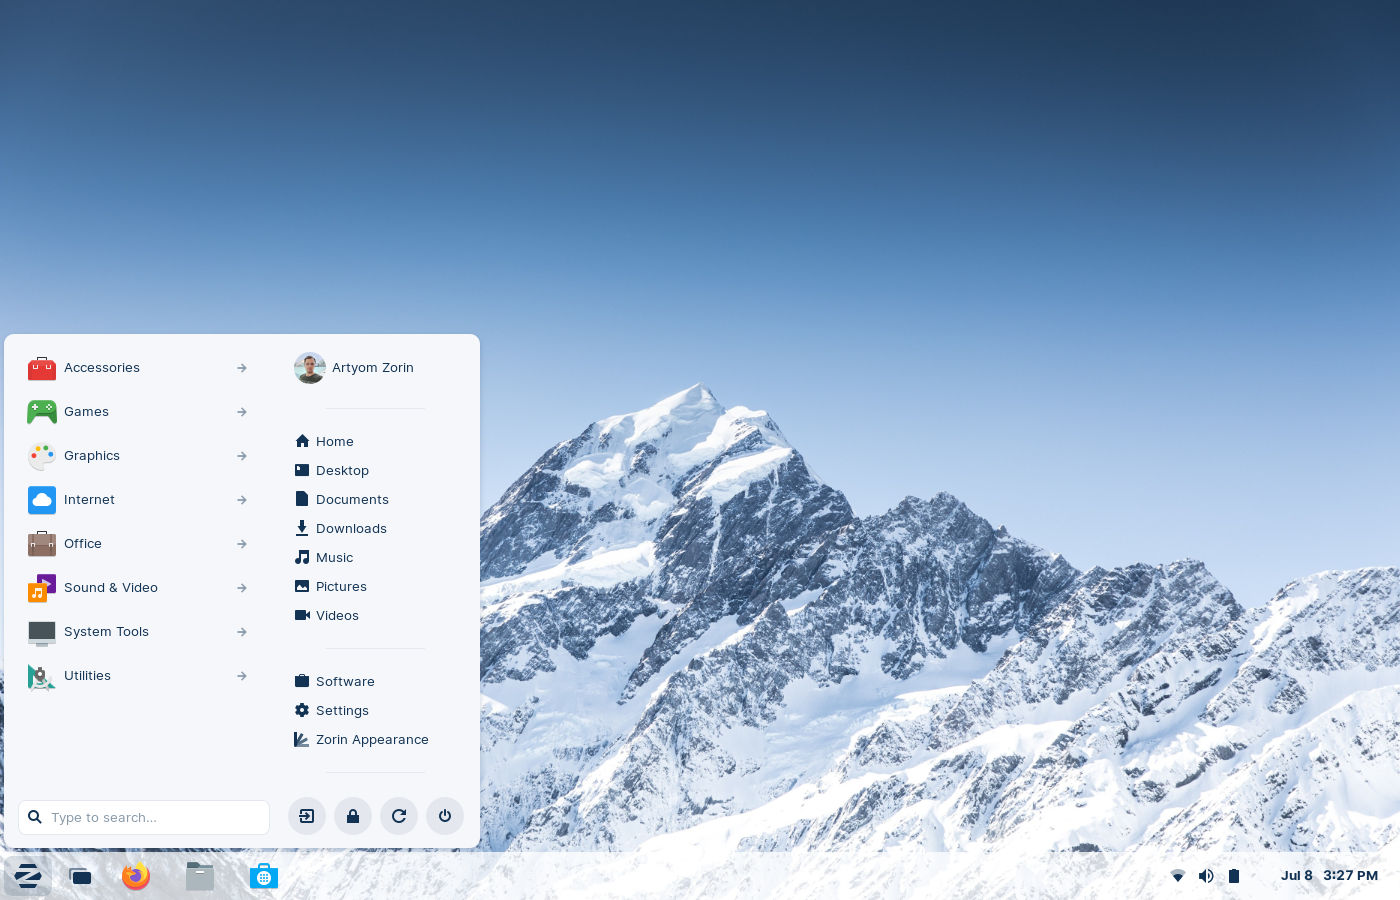 Accessories
Games
Graphics
Internet
Office
Sound & Video
System Tools
Utilities
Type to search...
Artyom Zorin
Home
Desktop
Documents
Downloads
Music
Pictures
Videos
Software
Settings
Zorin Appearance
Jul 8 3:27 PM